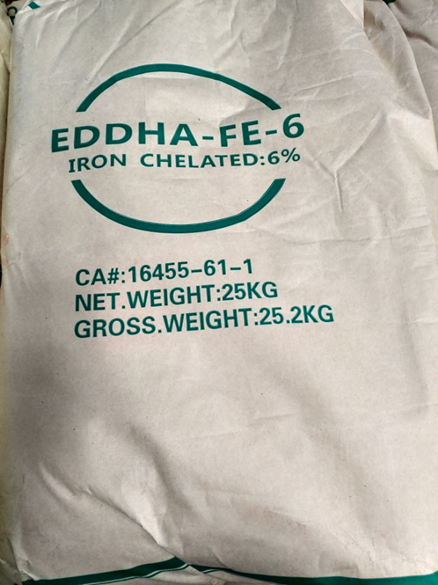 EDDHA-FE-6
IRON CHELATED:6%
CA#:16455-61-1
NET.WEIGHT:25KG
GROSS.WEIGHT:25.2KG